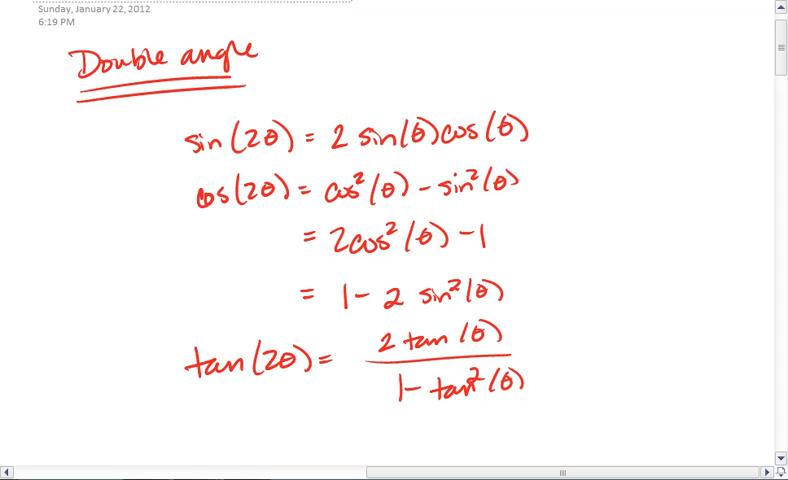 Sunday, January 22, 2012
6:19 PM
Double angle
sin(2θ) = 2 sin(θ)cos(θ)
cos(2θ) = cos²(θ) - sin²(θ)
= 2cos²(θ) - 1
= 1 - 2 sin²(θ)
tan(2θ) = 2 tan(θ) / 1 - tan²(θ)